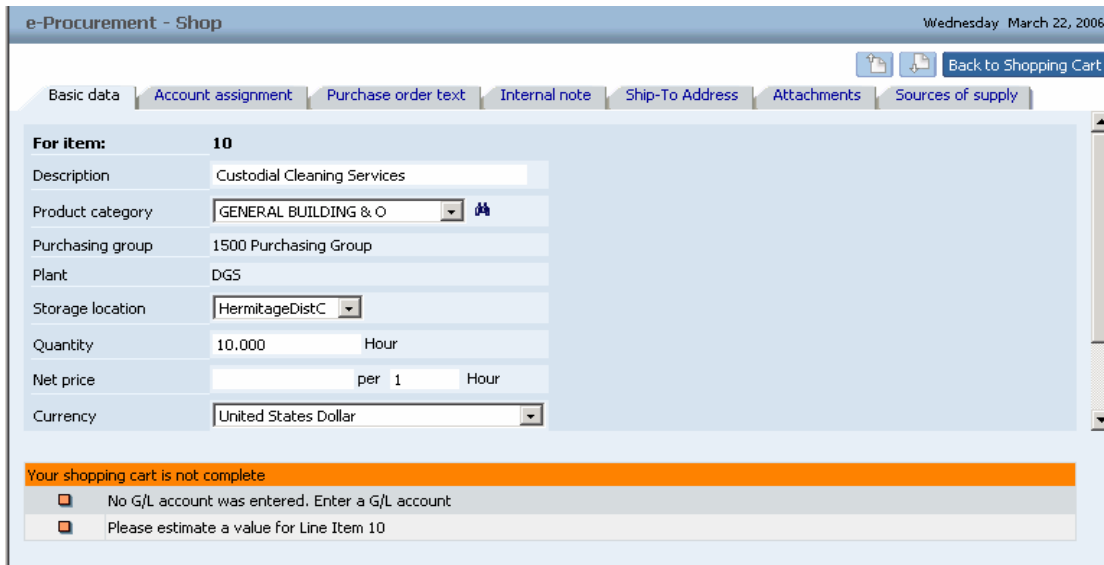 e-Procurement - Shop Wednesday March 22, 2006
Back to Shopping Cart
Basic data Account assignment Purchase order text Internal note Ship-To Address Attachments Sources of supply
For item: 10
Description Custodial Cleaning Services
Product category GENERAL BUILDING & O
Purchasing group 1500 Purchasing Group
Plant DGS
Storage location HermitageDistC
Quantity 10.000 Hour
Net price per 1 Hour
Currency United States Dollar
Your shopping cart is not complete
No G/L account was entered. Enter a G/L account
Please estimate a value for Line Item 10